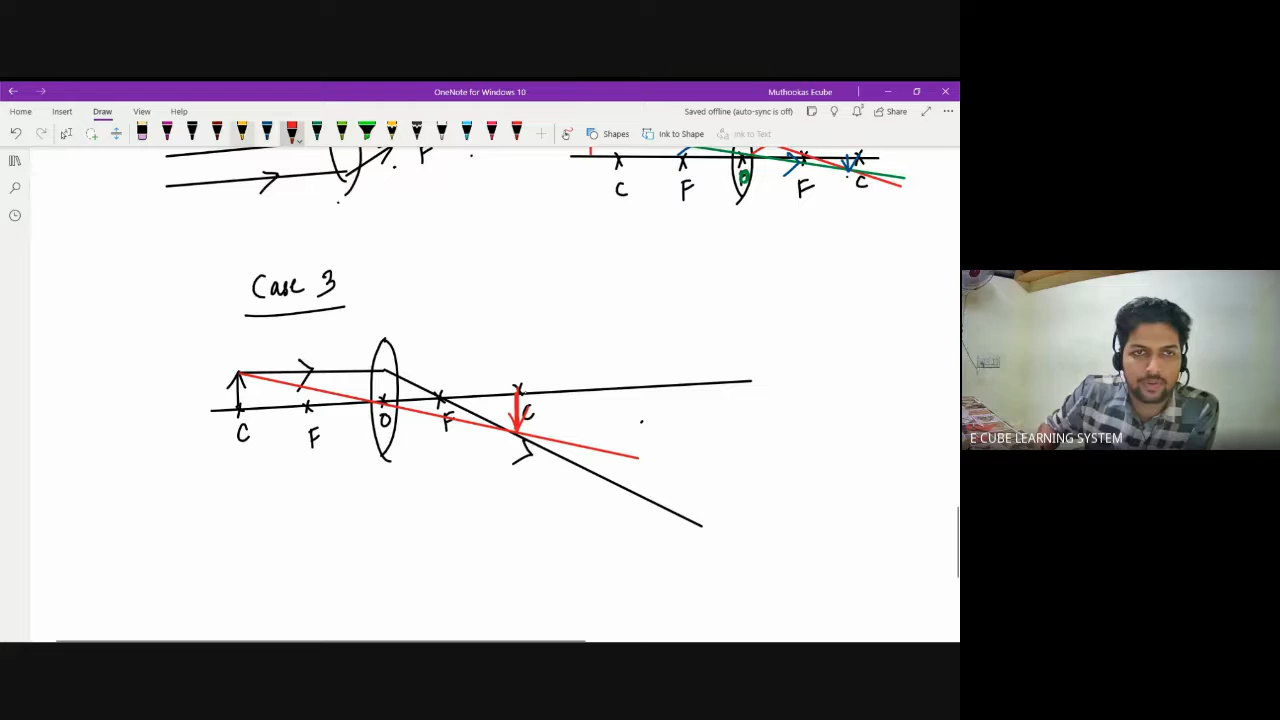 OneNote for Windows 10
Muthookas Ecube
Home Insert Draw View Help
Saved offline (auto-sync is off)
Share
Shapes
Ink to Shape
Ink to Text
F
C F O F C
Case 3
C F O F C
E CUBE LEARNING SYSTEM